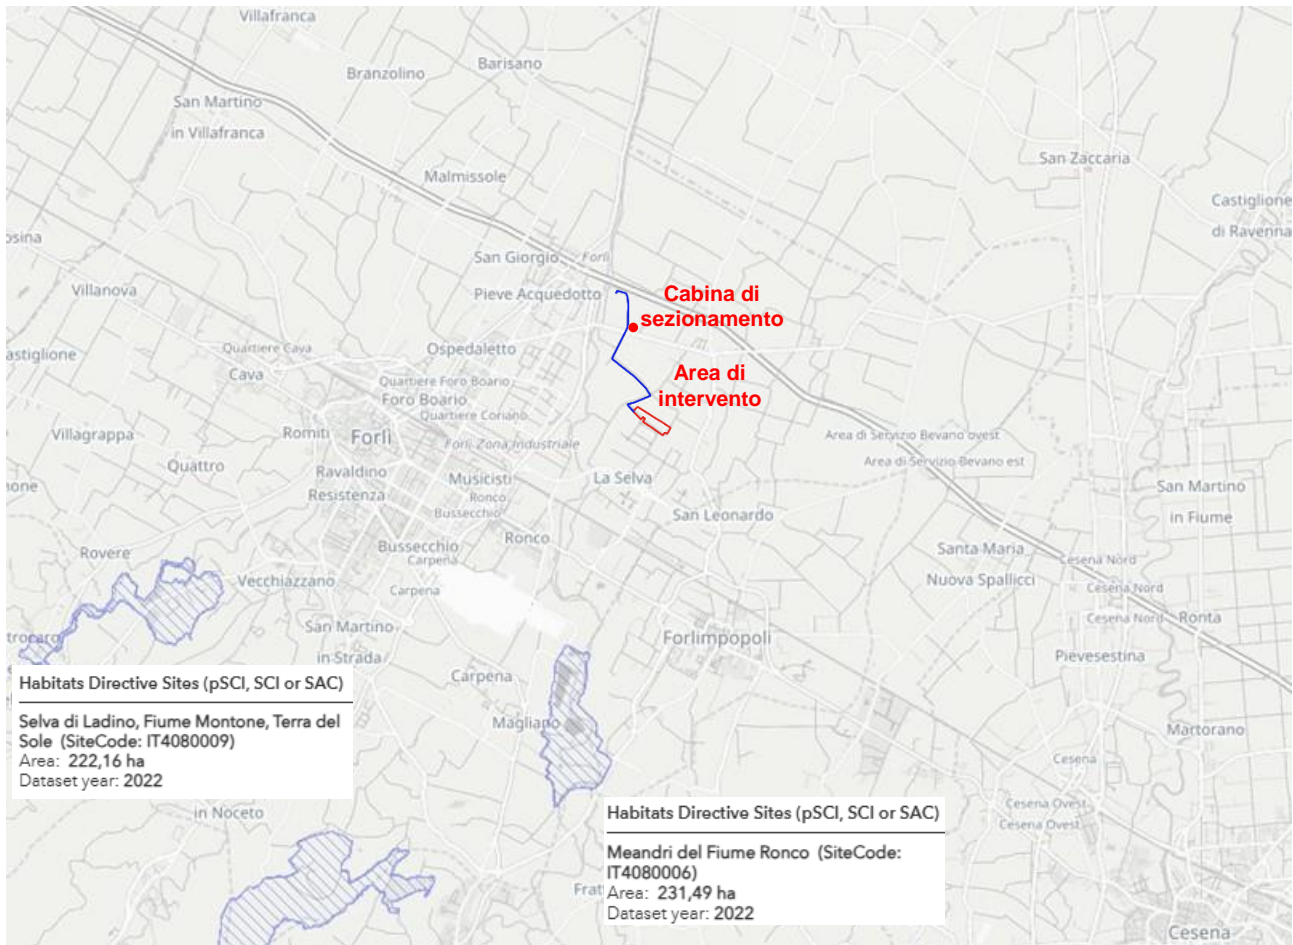 Villafranca
Barisano
Branzolino
San Martino
in Villafranca
San Zaccaria
Malmissole
Castiglione
di Ravenna
osina
San Giorgio
Forlì
Villanova
Pieve Acquedotto
Cabina di
sezionamento
astiglione
Quartiere Cava
Cava
Ospedaletto
Area di
intervento
Quartiere Foro Boario
Foro Boario
Quartiere Coriano
Villagrappa
Romiti
Forlì
Forlì Zona Industriale
Area di Servizio Bevano ovest
Area di Servizio Bevano est
Quattro
Ravaldino
Resistenza
Musicisti
Ronco
Bussecchio
La Selva
San Leonardo
none
San Martino
in Fiume
Rovere
Bussecchio
Carpena
Ronco
Santa Maria
Nuova Spallicci
Cesena Nord
Cesena Nord
Cesena Nord
Ronta
Vecchiazzano
Carpena
trocaro
San Martino
in Strada
Forlimpopoli
Pievesestina
Carpena
Magliano
Martorano
Habitats Directive Sites (pSCI, SCI or SAC)
Selva di Ladino, Fiume Montone, Terra del
Sole (SiteCode: IT4080009)
Area: 222,16 ha
Dataset year: 2022
Cesena
Cesena Ovest
Cesena Ovest
in Noceto
Habitats Directive Sites (pSCI, SCI or SAC)
Meandri del Fiume Ronco (SiteCode:
IT4080006)
Area: 231,49 ha
Dataset year: 2022
Fratt
Cesena